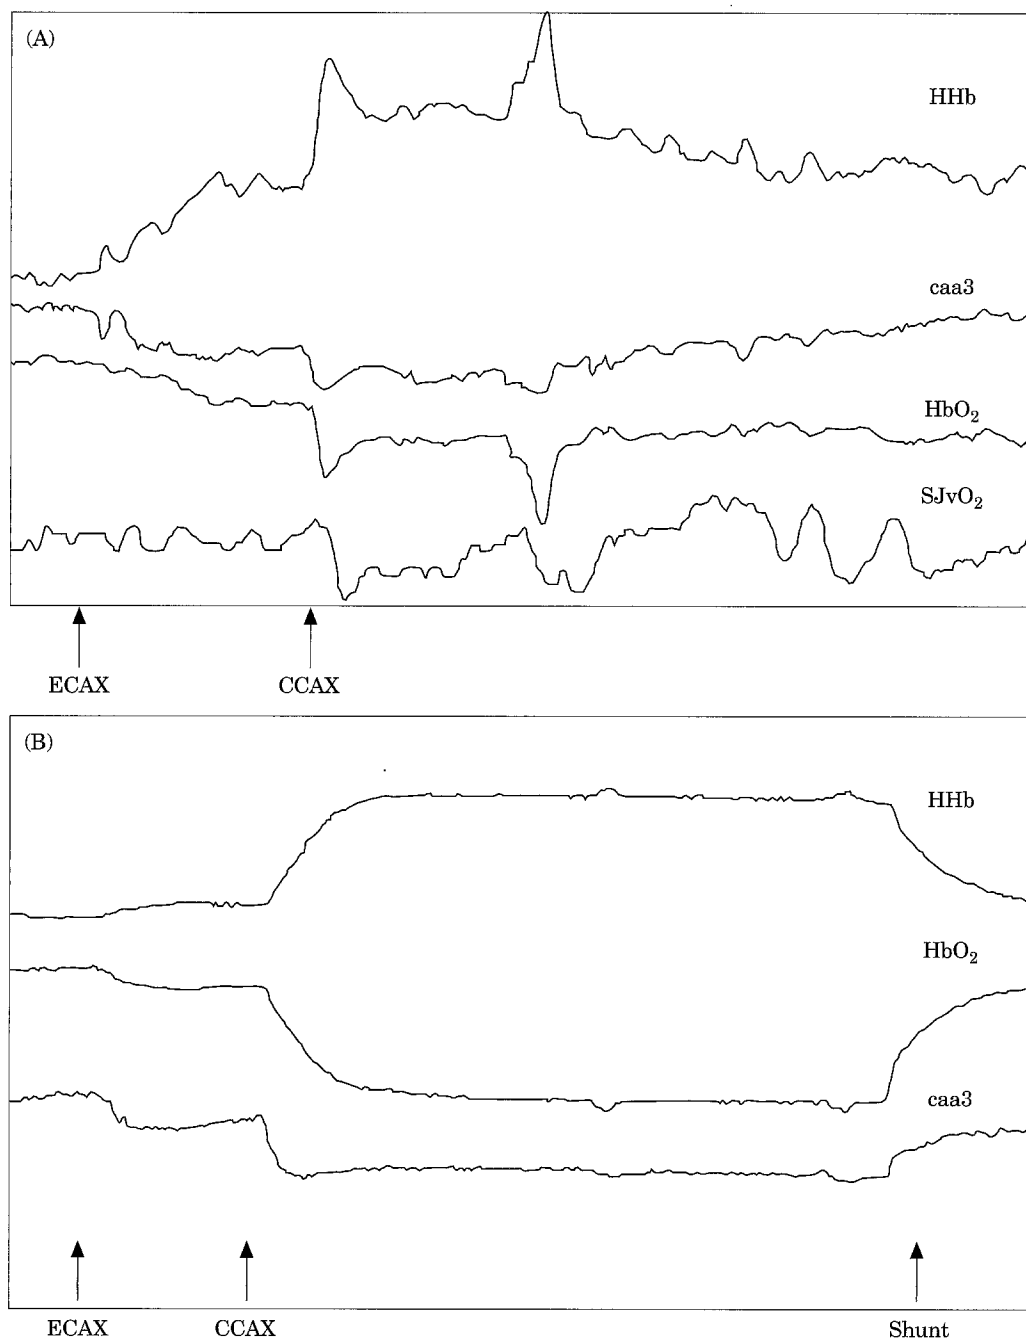 (A)
HHb
caa3
HbO₂
SJvO₂
ECAX CCAX
(B)
HHb
HbO₂
caa3
ECAX CCAX Shunt